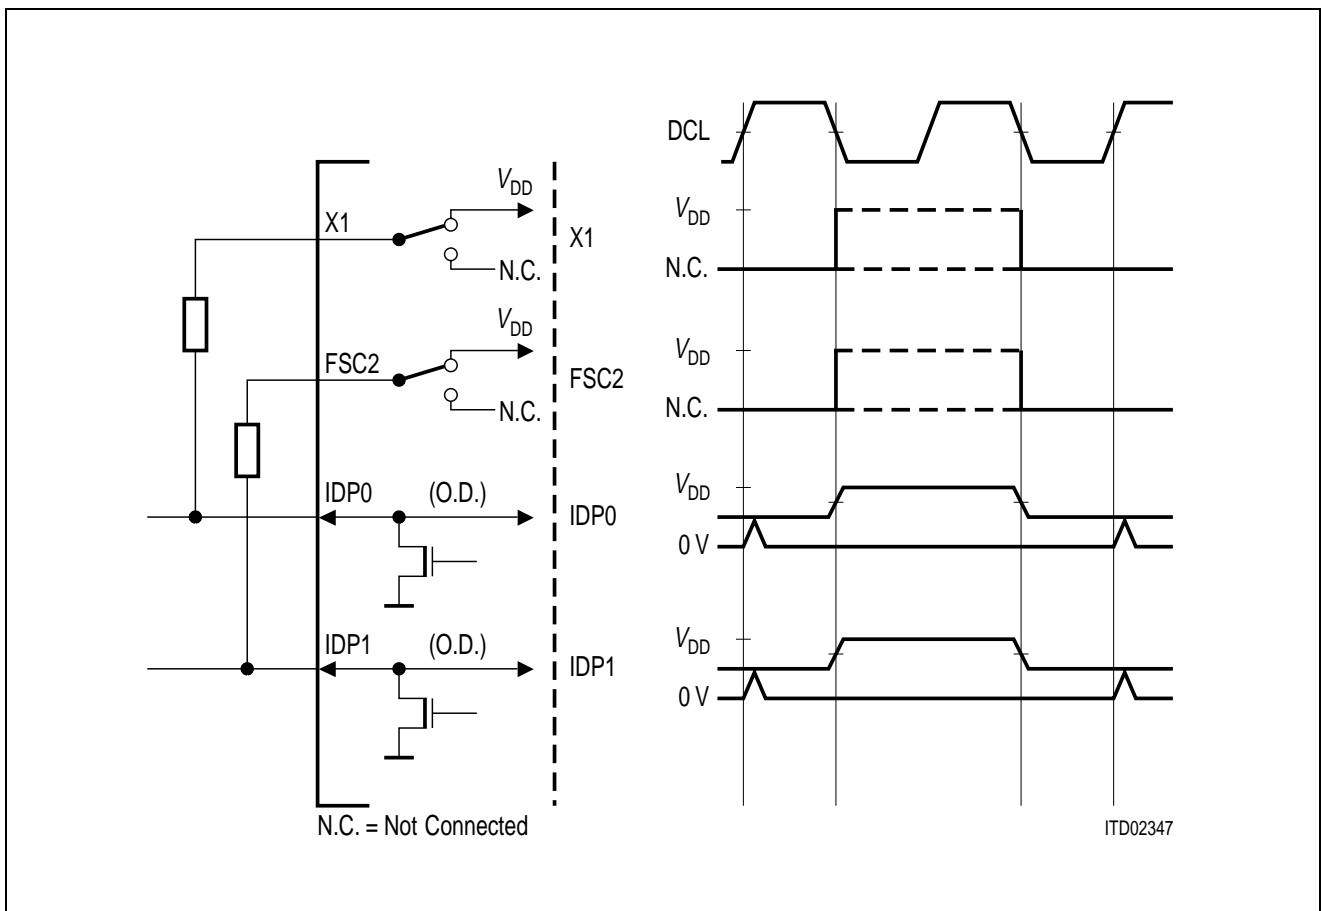 DCL
VDD
X1
VDD
X1
N.C.
N.C.
VDD
VDD
FSC2
FSC2
N.C.
N.C.
VDD
IDP0
(O.D.)
IDP0
0 V
VDD
IDP1
(O.D.)
IDP1
0 V
N.C. = Not Connected
ITD02347